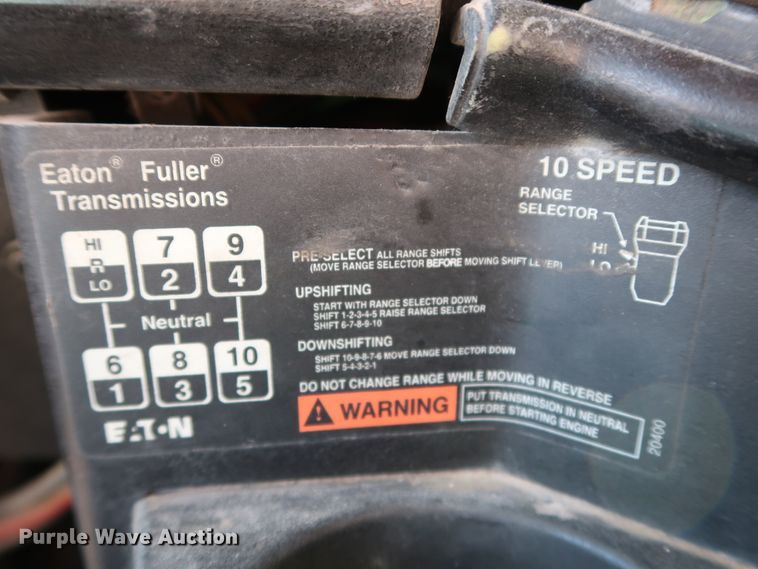 Eaton® Fuller®
Transmissions
10 SPEED
RANGE
SELECTOR
HI
LO
HI
R
LO
7
2
9
4
Neutral
6
1
8
3
10
5
EATON
PRE-SELECT ALL RANGE SHIFTS
(MOVE RANGE SELECTOR BEFORE MOVING SHIFT LEVER)
UPSHIFTING
START WITH RANGE SELECTOR DOWN
SHIFT 1-2-3-4-5 RAISE RANGE SELECTOR
SHIFT 6-7-8-9-10
DOWNSHIFTING
SHIFT 10-9-8-7-6 MOVE RANGE SELECTOR DOWN
SHIFT 5-4-3-2-1
DO NOT CHANGE RANGE WHILE MOVING IN REVERSE
WARNING
PUT TRANSMISSION IN NEUTRAL
BEFORE STARTING ENGINE
20400
Purple Wave Auction